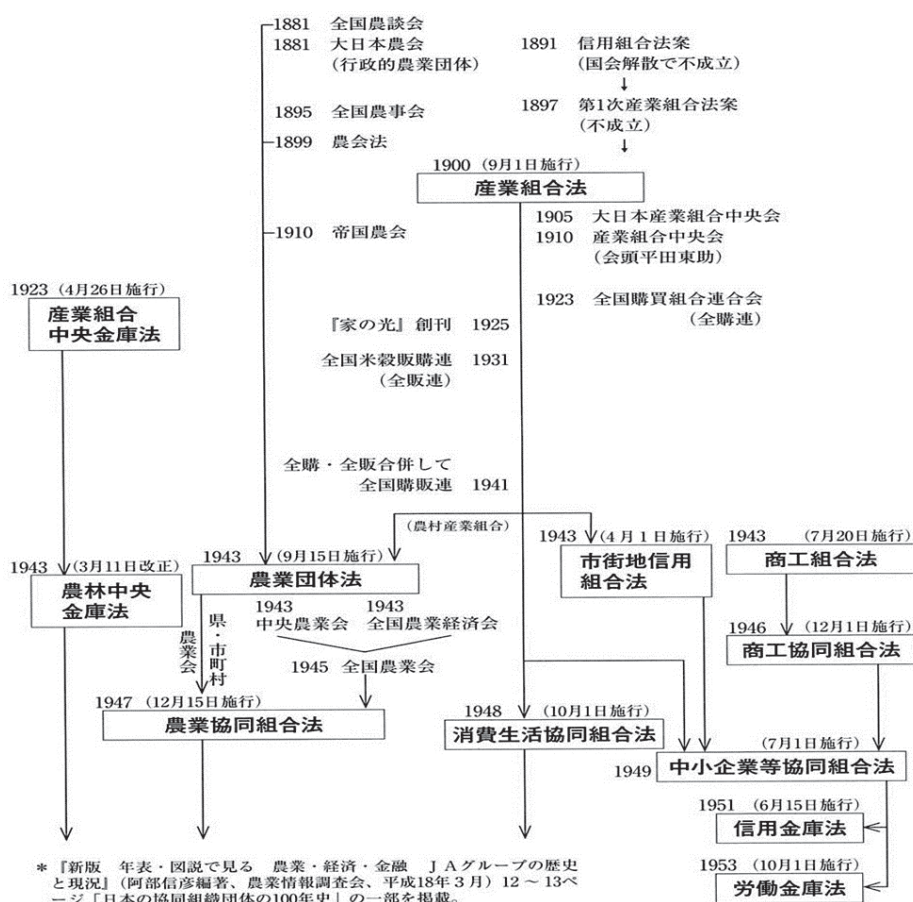 1881 全国農談会
1881 大日本農会
(行政的農業団体)
1895 全国農事会
1899 農会法
1910 帝国農会
1891 信用組合法案
(国会解散で不成立)
1897 第1次産業組合法案
(不成立)
1900 (9月1日施行)
産業組合法
1905 大日本産業組合中央会
1910 産業組合中央会
(会頭平田東助)
1923 全国購買組合連合会
(全購連)
1923 (4月26日施行)
産業組合
中央金庫法
『家の光』創刊 1925
全国米穀販購連 1931
(全販連)
全購・全販合併して
全国購販連 1941
(農村産業組合)
1943 (3月11日改正)
農林中央
金庫法
1943 (9月15日施行)
農業団体法
1943
中央農業会
1943
全国農業経済会
県・市町村
農業会
1945 全国農業会
1943 (4月1日施行)
市街地信用
組合法
1943 (7月20日施行)
商工組合法
1946 (12月1日施行)
商工協同組合法
1947 (12月15日施行)
農業協同組合法
1948 (10月1日施行)
消費生活協同組合法
(7月1日施行)
1949 中小企業等協同組合法
1951 (6月15日施行)
信用金庫法
1953 (10月1日施行)
労働金庫法
*『新版 年表・図説で見る 農業・経済・金融 JAグループの歴史
と現況』(阿部信彦編著、農業情報調査会、平成18年3月)12〜13ペ
ージ「日本の協同組織団体の100年史」の一部を掲載。